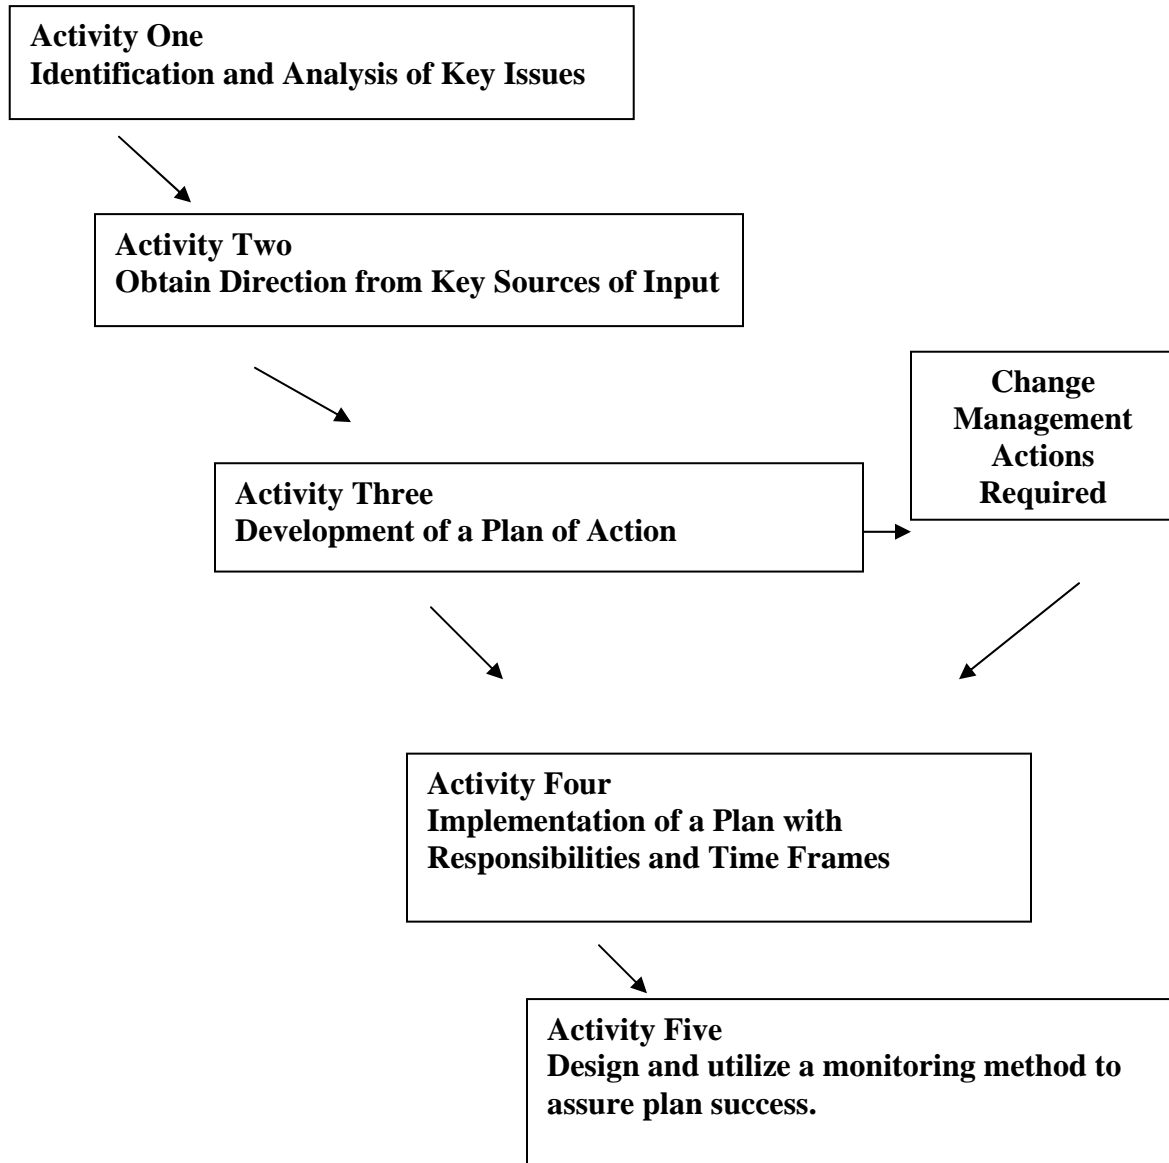 Activity One
Identification and Analysis of Key Issues
Activity Two
Obtain Direction from Key Sources of Input
Change
Management
Actions
Required
Activity Three
Development of a Plan of Action
Activity Four
Implementation of a Plan with
Responsibilities and Time Frames
Activity Five
Design and utilize a monitoring method to
assure plan success.